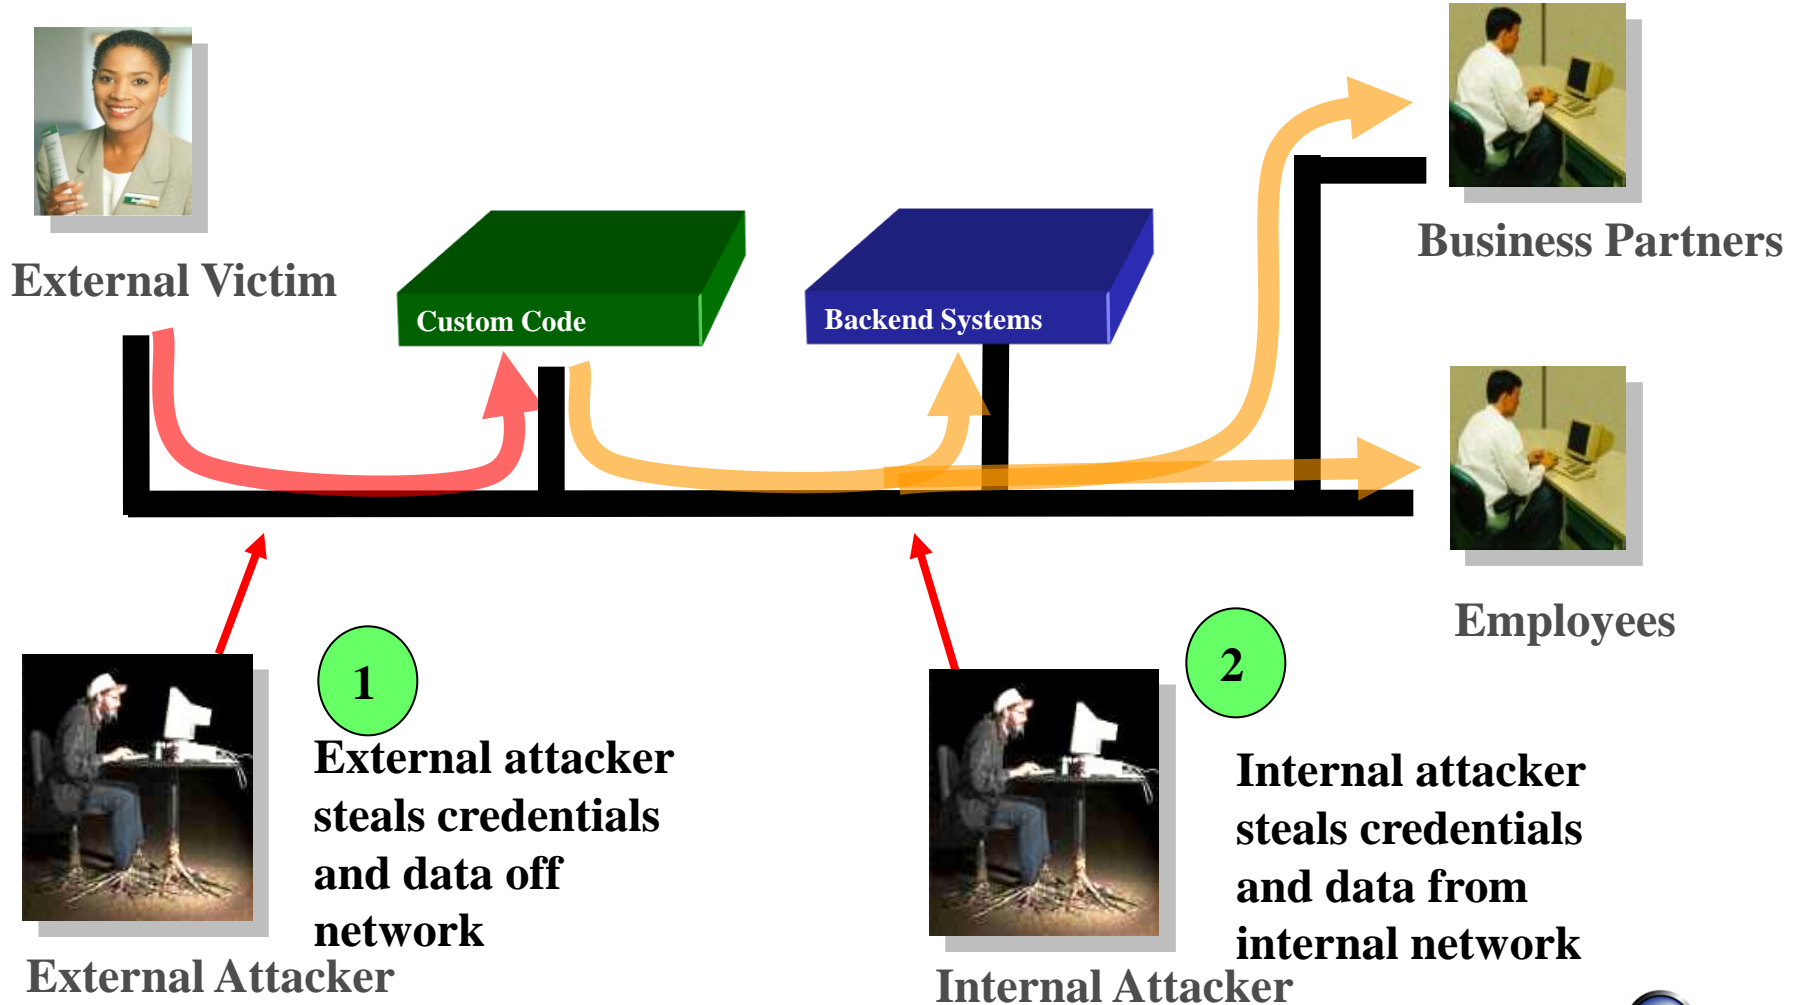 External Victim
Custom Code
Backend Systems
Business Partners
Employees
1
External attacker
steals credentials
and data off
network
External Attacker
2
Internal attacker
steals credentials
and data from
internal network
Internal Attacker